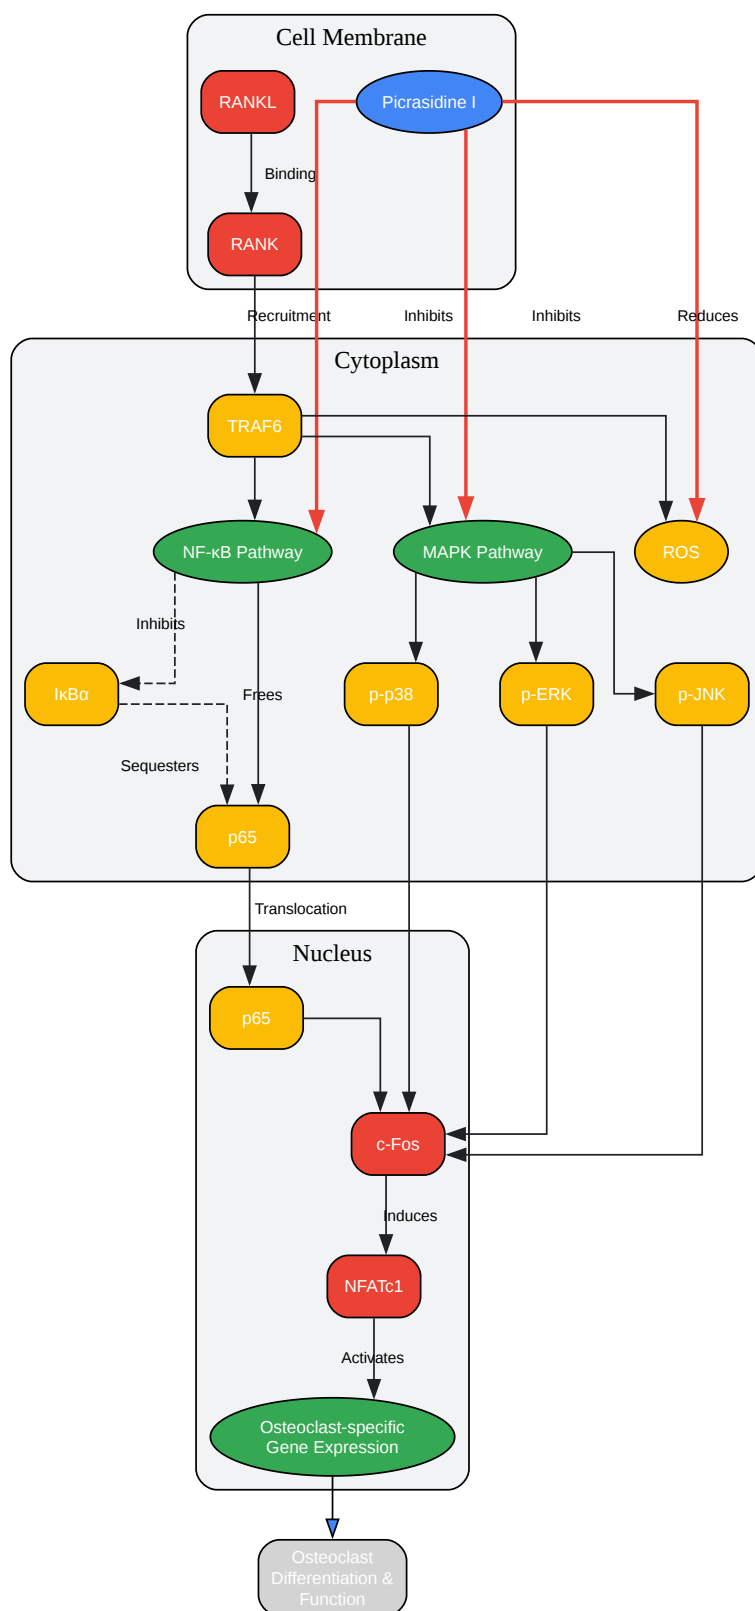 Cell Membrane
RANKL
Picrasidine I
Binding
RANK
Recruitment
Inhibits
Inhibits
Reduces
Cytoplasm
TRAF6
NF-κB Pathway
MAPK Pathway
ROS
Inhibits
IκBα
Frees
p-p38
p-ERK
p-JNK
Sequesters
p65
Translocation
Nucleus
p65
c-Fos
Induces
NFATc1
Activates
Osteoclast-specific
Gene Expression
Osteoclast
Differentiation &
Function